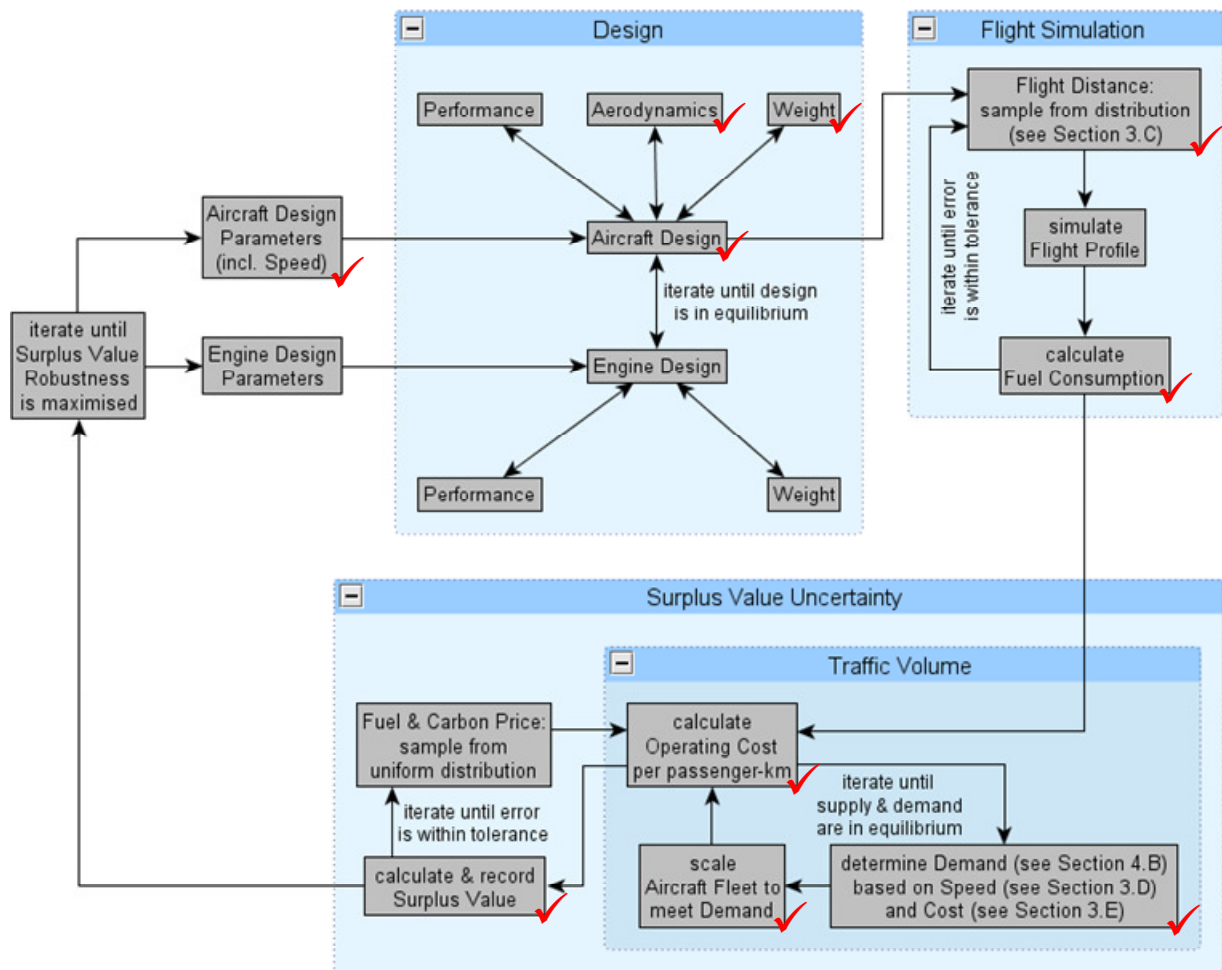 Design
Flight Simulation
Performance
Aerodynamics
Weight
Flight Distance:
sample from distribution
(see Section 3.C)
Aircraft Design
Parameters
(incl. Speed)
Aircraft Design
iterate until error
is within tolerance
simulate
Flight Profile
iterate until design
is in equilibrium
iterate until
Surplus Value
Robustness
is maximised
Engine Design
Parameters
Engine Design
calculate
Fuel Consumption
Performance
Weight
Surplus Value Uncertainty
Traffic Volume
Fuel & Carbon Price:
sample from
uniform distribution
calculate
Operating Cost
per passenger-km
iterate until error
is within tolerance
iterate until
supply & demand
are in equilibrium
calculate & record
Surplus Value
scale
Aircraft Fleet to
meet Demand
determine Demand (see Section 4.B)
based on Speed (see Section 3.D)
and Cost (see Section 3.E)